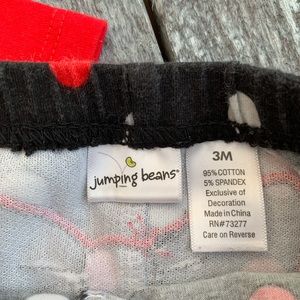 jumping beans®
3M
95% COTTON
5% SPANDEX
Exclusive of
Decoration
Made in China
RN#73277
Care on Reverse